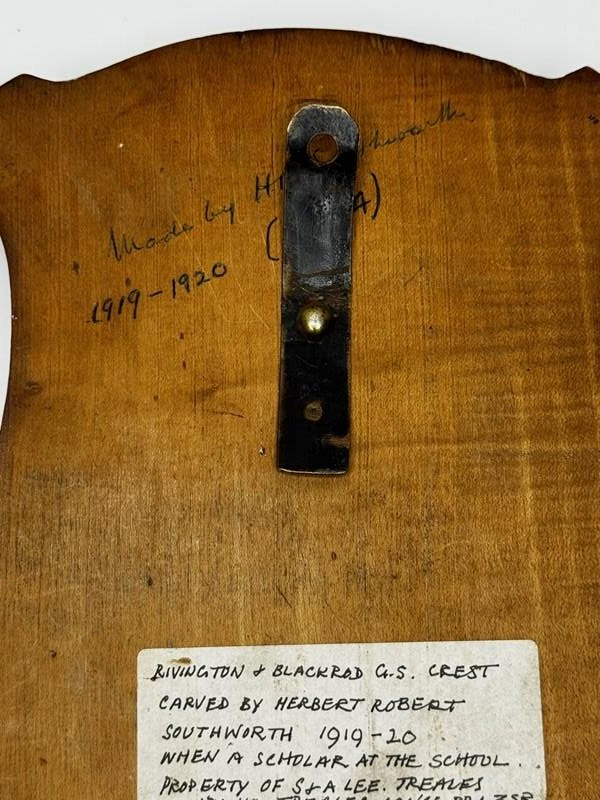 Made by H
(    A)
1919-1920
RIVINGTON & BLACKROD G.S. CREST
CARVED BY HERBERT ROBERT
SOUTHWORTH 1919-20
WHEN A SCHOLAR AT THE SCHOOL.
PROPERTY OF S & A LEE. TREALES